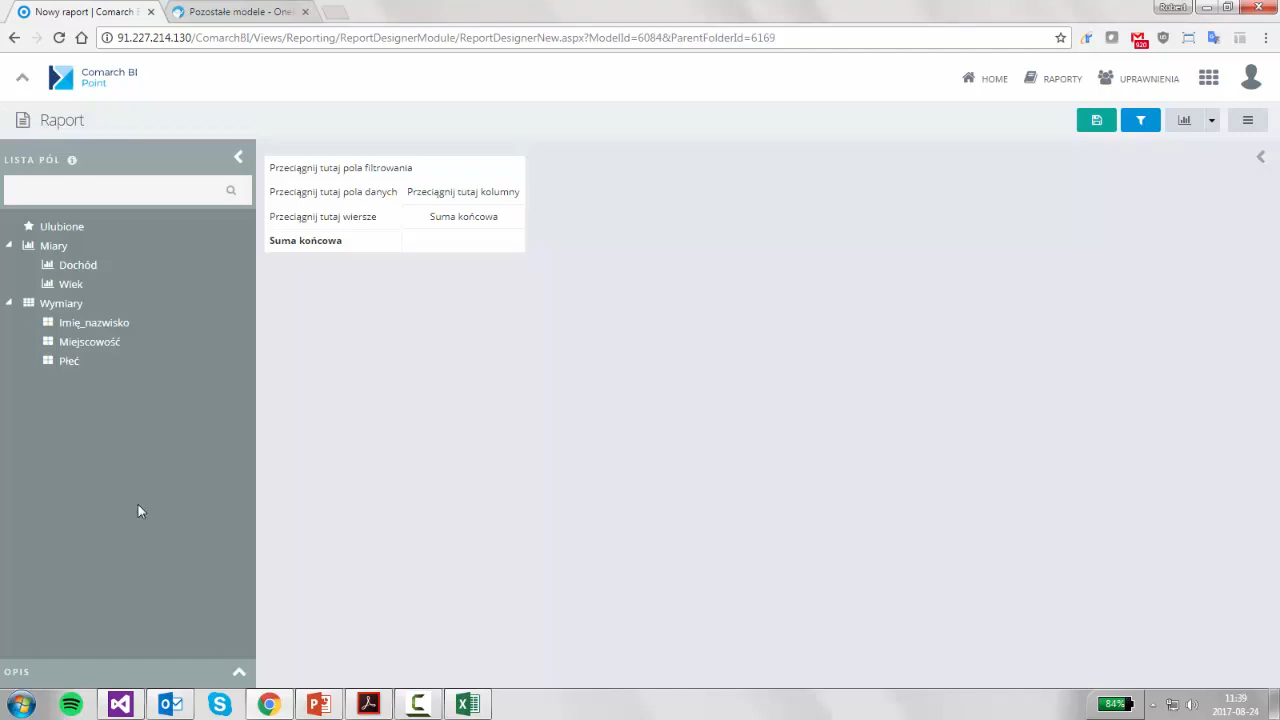 Nowy raport | Comarch
Pozostałe modele - One
Robert
91.227.214.130/ComarchBI/Views/Reporting/ReportDesignerModule/ReportDesignerNew.aspx?ModelId=6084&ParentFolderId=6169
920
Comarch BI
Point
HOME
RAPORTY
UPRAWNIENIA
Raport
LISTA PÓL
Ulubione
Miary
Dochód
Wiek
Wymiary
Imię_nazwisko
Miejscowość
Płeć
Przeciągnij tutaj pola filtrowania
Przeciągnij tutaj pola danych
Przeciągnij tutaj kolumny
Przeciągnij tutaj wiersze
Suma końcowa
Suma końcowa
OPIS
84%
11:39
2017-08-24